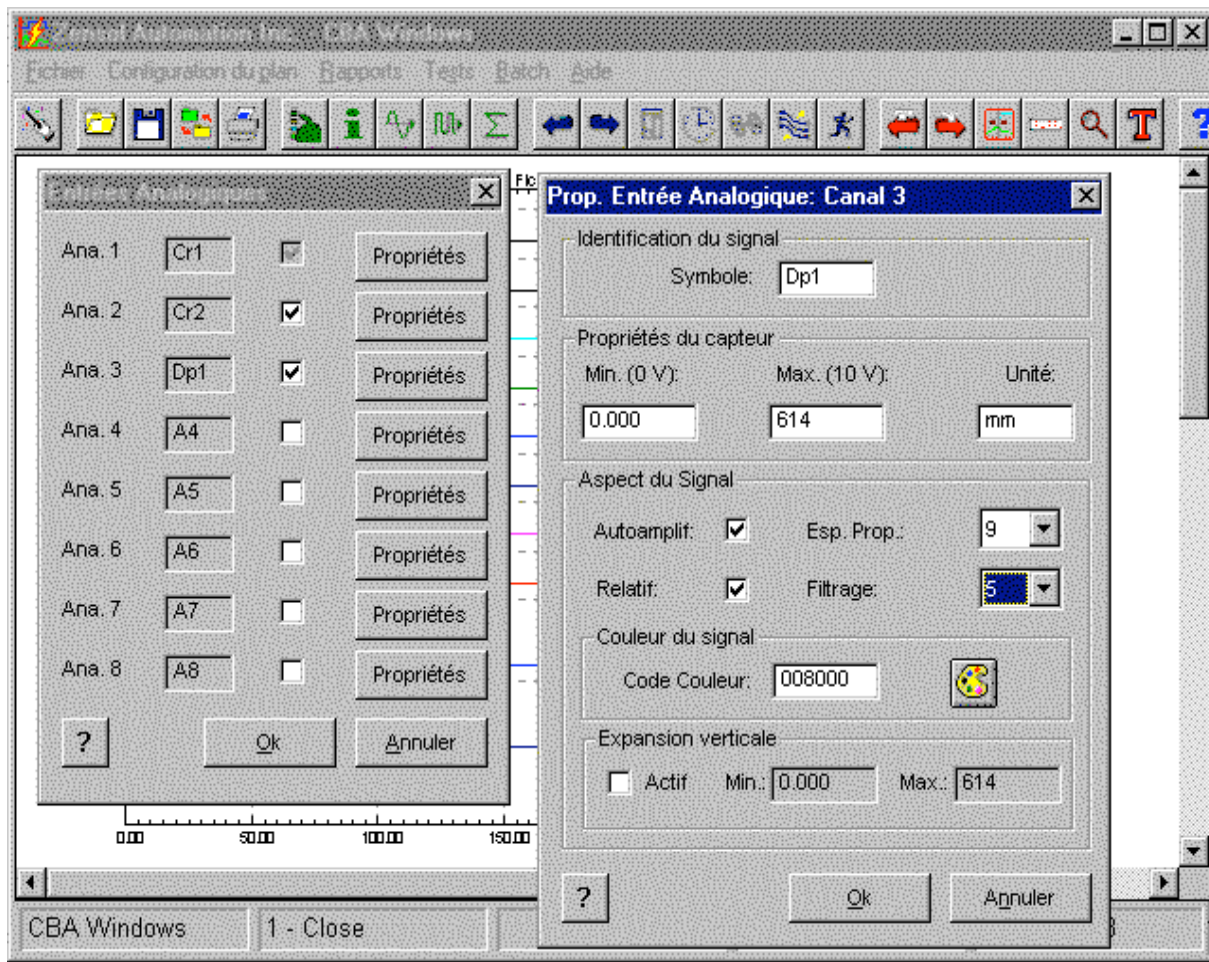 Zensol Automation Inc. - CBA Windows
Fichier Configuration du plan Rapports Tests Batch Aide
T ?
Entrées Analogiques
Ana. 1 Cr1 Propriétés
Ana. 2 Cr2 Propriétés
Ana. 3 Dp1 Propriétés
Ana. 4 A4 Propriétés
Ana. 5 A5 Propriétés
Ana. 6 A6 Propriétés
Ana. 7 A7 Propriétés
Ana. 8 A8 Propriétés
? Ok Annuler
Fic
Prop. Entrée Analogique: Canal 3
Identification du signal
Symbole: Dp1
Propriétés du capteur
Min. (0 V): Max. (10 V): Unité:
0.000 614 mm
Aspect du Signal
Autoamplif: Esp. Prop.: 9
Relatif: Filtrage: 5
Couleur du signal
Code Couleur: 008000
Expansion verticale
Actif Min.: 0.000 Max.: 614
? Ok Annuler
0.00 50.00 100.00 150.00
CBA Windows 1 - Close